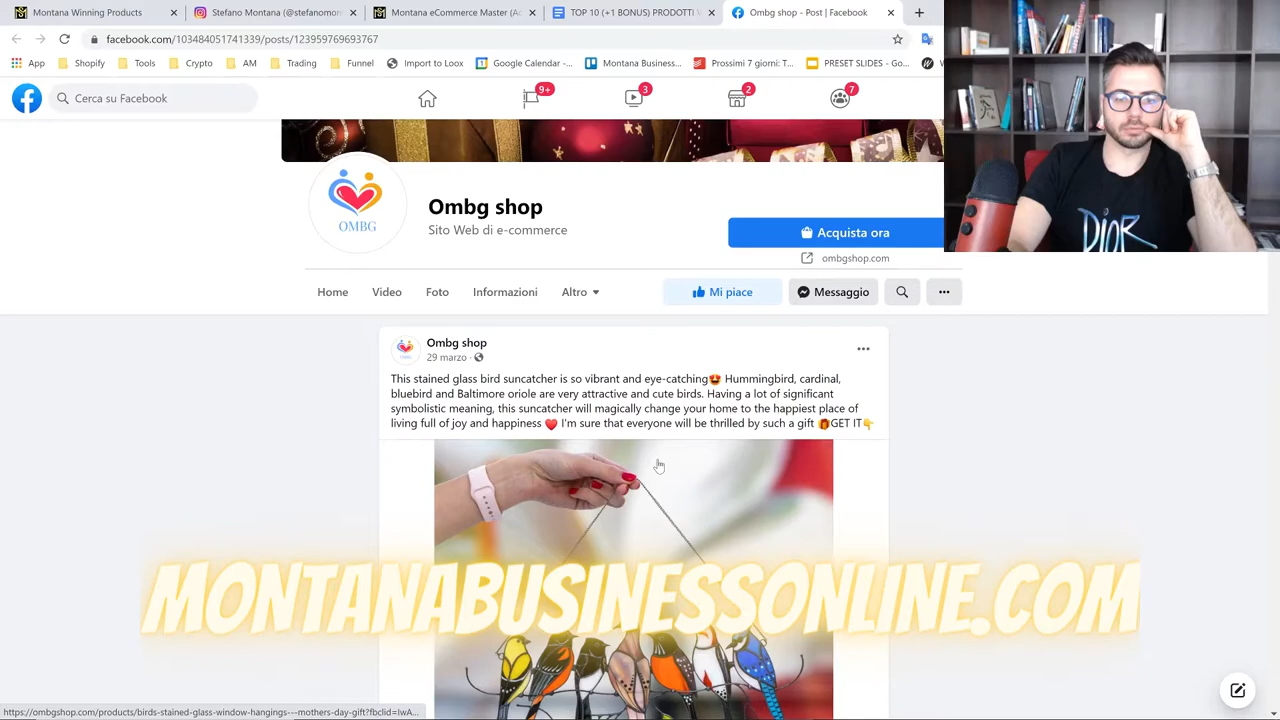 Montana Winning Products
Stefano Montana (@stefanomon
Montana eCommerce Master (Ac
TOP 10 (+1 BONUS) PRODOTTI V
Ombg shop - Post | Facebook
facebook.com/103484051741339/posts/123959769693767
App
Shopify
Tools
Crypto
AM
Trading
Funnel
Import to Loox
Google Calendar -...
Montana Business...
Prossimi 7 giorni: T...
PRESET SLIDES - Go...
Cerca su Facebook
9+
3
2
7
OMBG
Ombg shop
Sito Web di e-commerce
Acquista ora
ombgshop.com
Home
Video
Foto
Informazioni
Altro
Mi piace
Messaggio
DIOR
Ombg shop
29 marzo ·
This stained glass bird suncatcher is so vibrant and eye-catching😍 Hummingbird, cardinal,
bluebird and Baltimore oriole are very attractive and cute birds. Having a lot of significant
symbolistic meaning, this suncatcher will magically change your home to the happiest place of
living full of joy and happiness ❤️ I'm sure that everyone will be thrilled by such a gift 🎁GET IT👇
MONTANABUSINESSONLINE.COM
https://ombgshop.com/products/birds-stained-glass-window-hangings---mothers-day-gift?fbclid=IwA...